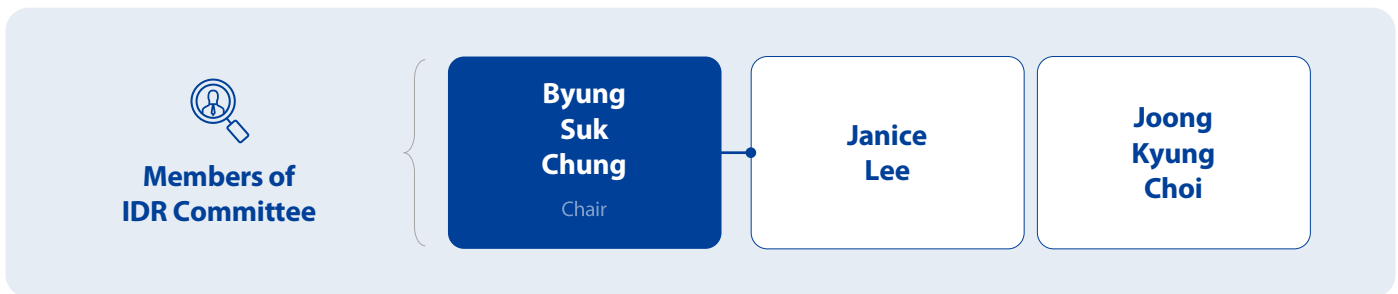 Members of
IDR Committee
Byung
Suk
Chung
Chair
Janice
Lee
Joong
Kyung
Choi